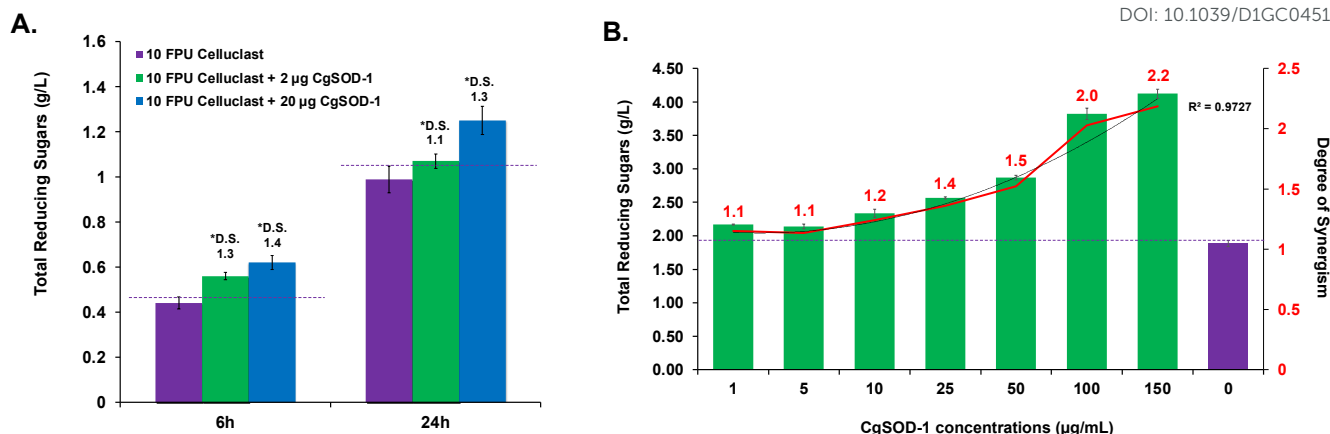 DOI: 10.1039/D1GC0451
A.
Total Reducing Sugars (g/L)
1.6
1.4
1.2
1
0.8
0.6
0.4
0.2
0
10 FPU Celluclast
10 FPU Celluclast + 2 µg CgSOD-1
10 FPU Celluclast + 20 µg CgSOD-1
*D.S.
1.3
*D.S.
1.4
*D.S.
1.1
*D.S.
1.3
6h
24h
B.
Total Reducing Sugars (g/L)
4.50
4.00
3.50
3.00
2.50
2.00
1.50
1.00
0.50
0.00
1.1
1.1
1.2
1.4
1.5
2.0
2.2
R² = 0.9727
2.5
2
1.5
1
0.5
0
Degree of Synergism
1 5 10 25 50 100 150 0
CgSOD-1 concentrations (µg/mL)